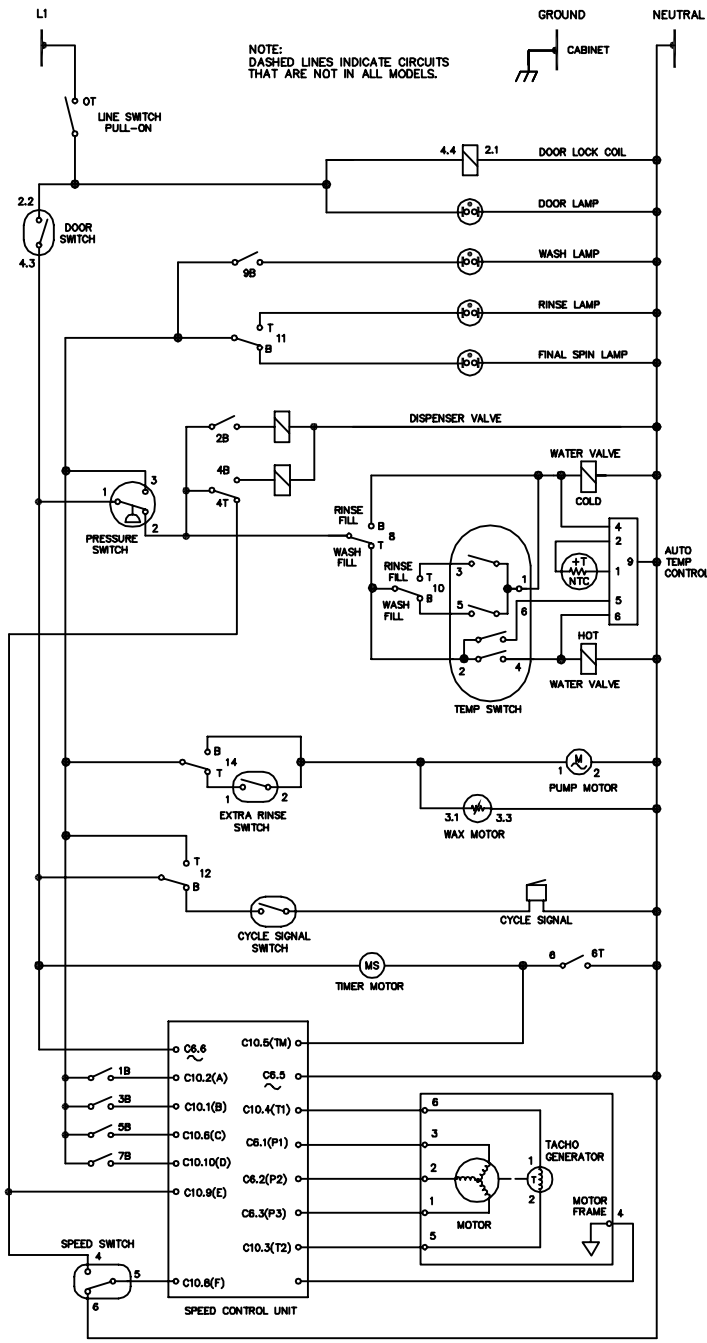 L1
GROUND
NEUTRAL
NOTE:
DASHED LINES INDICATE CIRCUITS
THAT ARE NOT IN ALL MODELS.
CABINET
OT
LINE SWITCH
PULL-ON
4.4
2.1
DOOR LOCK COIL
2.2
DOOR LAMP
DOOR
SWITCH
4.3
9B
WASH LAMP
RINSE LAMP
T
11
B
FINAL SPIN LAMP
DISPENSER VALVE
2B
4B
4T
WATER VALVE
COLD
3
1
2
PRESSURE
SWITCH
RINSE
FILL
B
8
T
WASH
FILL
RINSE
FILL
T
10
B
WASH
FILL
3
1
5
6
2
4
TEMP SWITCH
+T
NTC
4
2
1
9
5
6
AUTO
TEMP
CONTROL
HOT
WATER VALVE
B
14
T
1
2
EXTRA RINSE
SWITCH
M
1
2
PUMP MOTOR
3.1
3.3
WAX MOTOR
T
12
B
CYCLE SIGNAL
SWITCH
CYCLE SIGNAL
MS
TIMER MOTOR
6
6T
C6.6
C10.5(TM)
C6.5
1B
C10.2(A)
3B
C10.1(B)
C10.4(T1)
5B
C10.6(C)
C6.1(P1)
7B
C10.10(D)
C6.2(P2)
C10.9(E)
C6.3(P3)
C10.3(T2)
C10.8(F)
SPEED CONTROL UNIT
SPEED SWITCH
4
5
6
6
3
2
1
5
MOTOR
1
T
2
TACHO
GENERATOR
MOTOR
FRAME
4